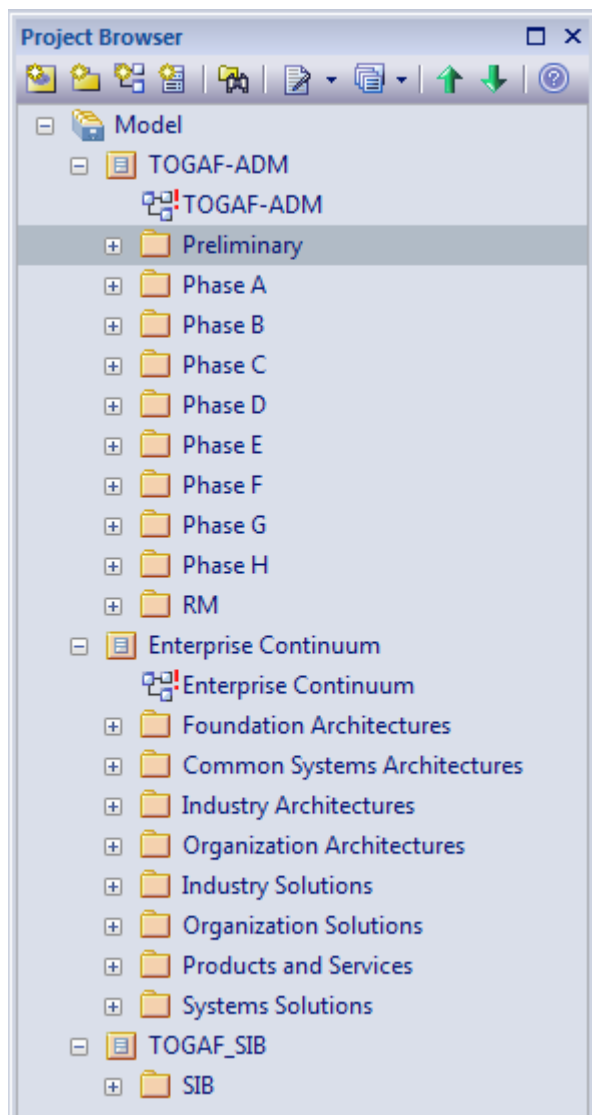 Project Browser
Model
TOGAF-ADM
TOGAF-ADM
Preliminary
Phase A
Phase B
Phase C
Phase D
Phase E
Phase F
Phase G
Phase H
RM
Enterprise Continuum
Enterprise Continuum
Foundation Architectures
Common Systems Architectures
Industry Architectures
Organization Architectures
Industry Solutions
Organization Solutions
Products and Services
Systems Solutions
TOGAF_SIB
SIB